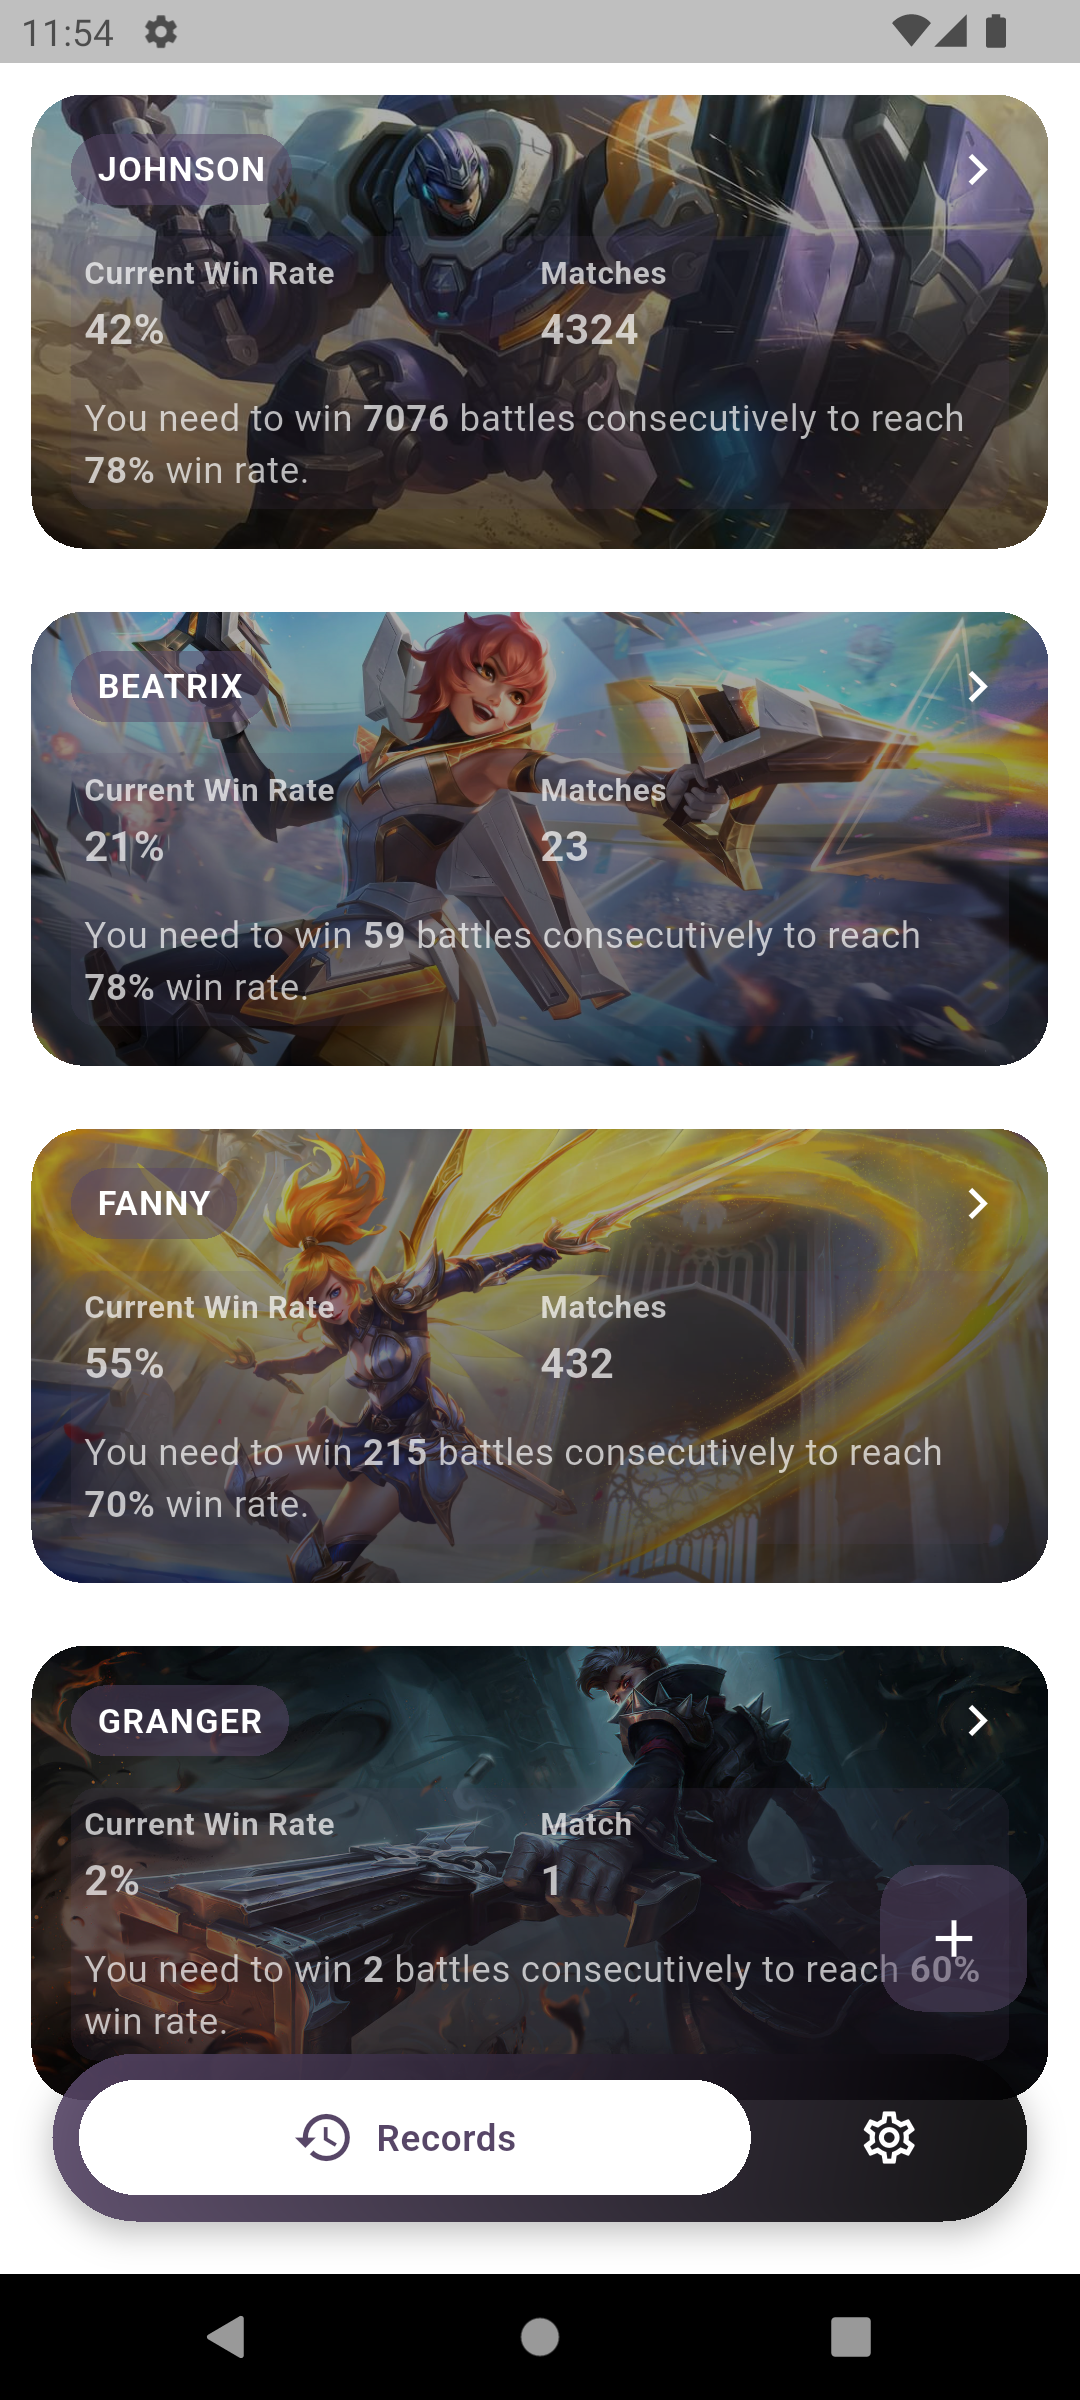 11:54
JOHNSON
Current Win Rate Matches
42% 4324
You need to win 7076 battles consecutively to reach
78% win rate.
BEATRIX
Current Win Rate Matches
21% 23
You need to win 59 battles consecutively to reach
78% win rate.
FANNY
Current Win Rate Matches
55% 432
You need to win 215 battles consecutively to reach
70% win rate.
GRANGER
Current Win Rate Match
2% 1
You need to win 2 battles consecutively to reach 60%
win rate.
Records